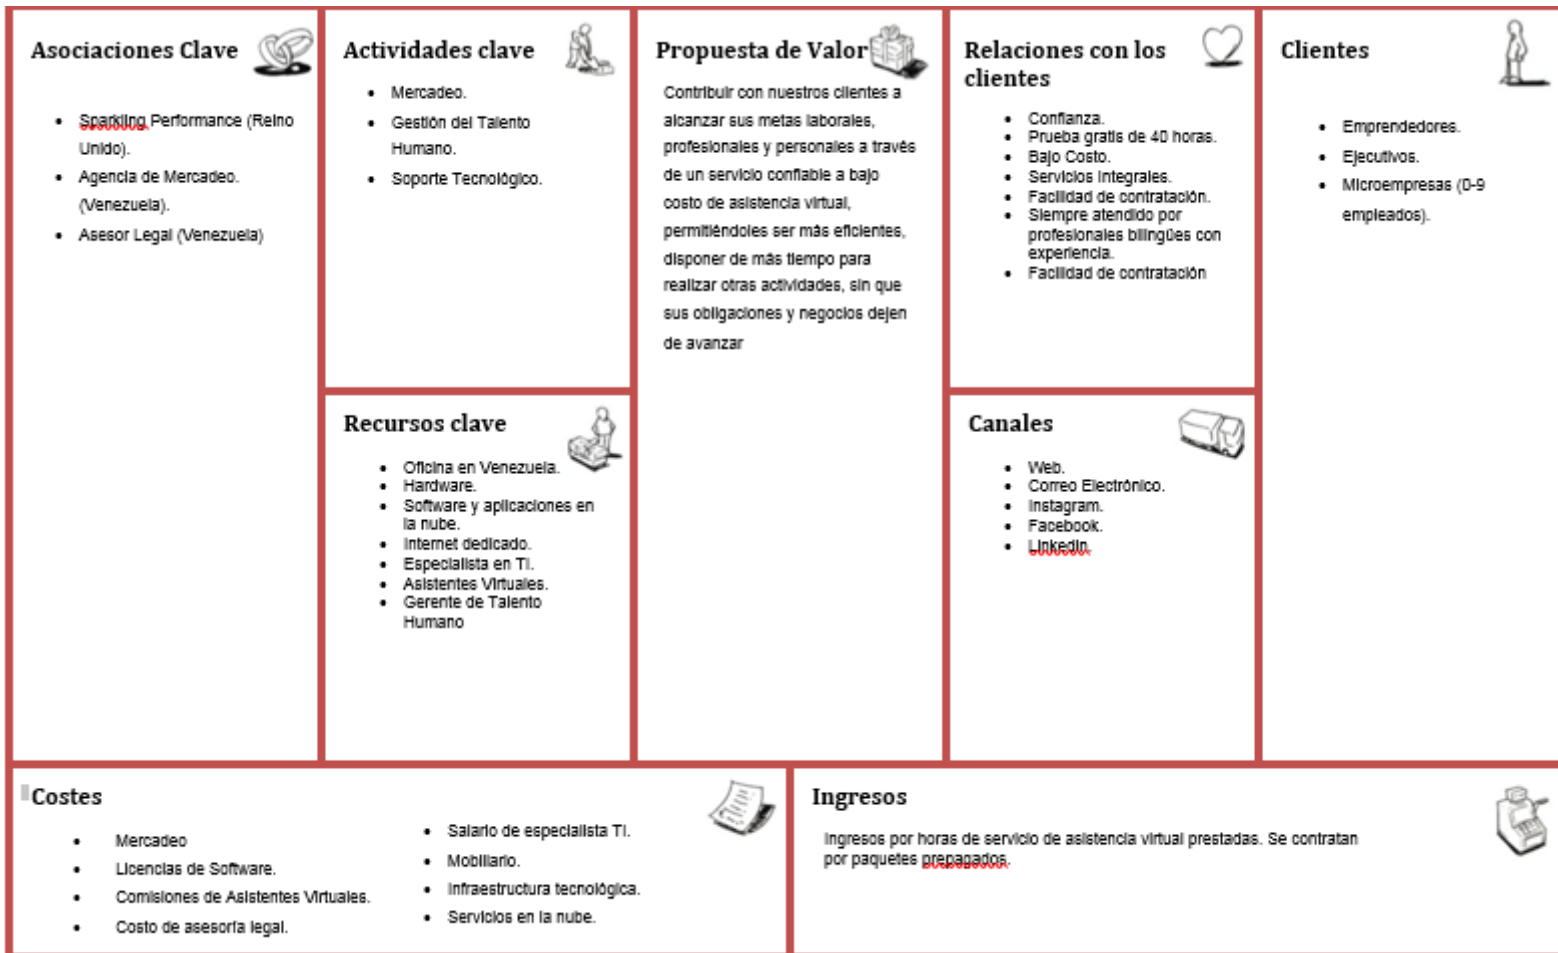 Asociaciones Clave
Sparkling Performance (Reino
Unido).
Agencia de Mercadeo.
(Venezuela).
Asesor Legal (Venezuela)
Actividades clave
Mercadeo.
Gestión del Talento
Humano.
Soporte Tecnológico.
Recursos clave
Oficina en Venezuela.
Hardware.
Software y aplicaciones en
la nube.
Internet dedicado.
Especialista en TI.
Asistentes Virtuales.
Gerente de Talento
Humano
Propuesta de Valor
Contribuir con nuestros clientes a
alcanzar sus metas laborales,
profesionales y personales a través
de un servicio confiable a bajo
costo de asistencia virtual,
permitiéndoles ser más eficientes,
disponer de más tiempo para
realizar otras actividades, sin que
sus obligaciones y negocios dejen
de avanzar
Relaciones con los
clientes
Confianza.
Prueba gratis de 40 horas.
Bajo Costo.
Servicios Integrales.
Facilidad de contratación.
Siempre atendido por
profesionales bilingües con
experiencia.
Facilidad de contratación
Canales
Web.
Correo Electrónico.
Instagram.
Facebook.
LinkedIn.
Clientes
Emprendedores.
Ejecutivos.
Microempresas (0-9
empleados).
Costes
Mercadeo
Licencias de Software.
Comisiones de Asistentes Virtuales.
Costo de asesoría legal.
Salario de especialista TI.
Mobiliario.
Infraestructura tecnológica.
Servicios en la nube.
Ingresos
Ingresos por horas de servicio de asistencia virtual prestadas. Se contratan
por paquetes prepagados.